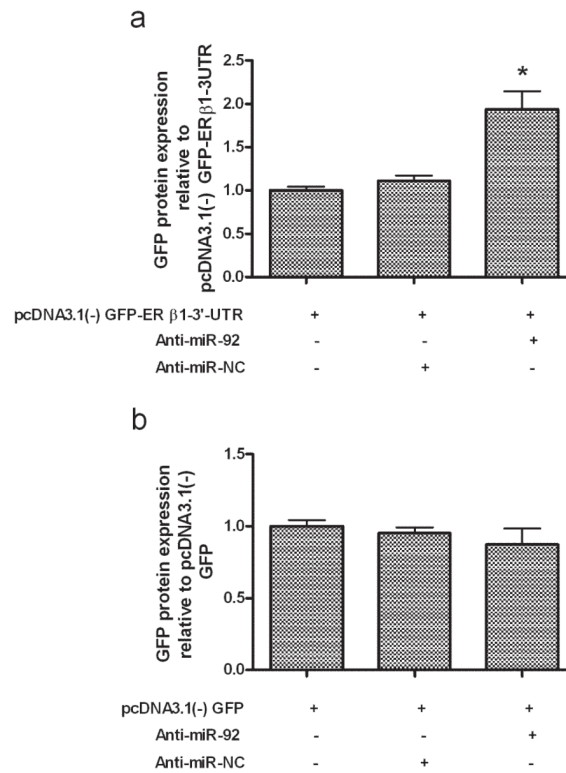 a
GFP protein expression
relative to
pcDNA3.1(-) GFP-ERβ1-3UTR
2.5
2.0
1.5
1.0
0.5
0.0
*
pcDNA3.1(-) GFP-ER β1-3'-UTR + + +
Anti-miR-92 - - +
Anti-miR-NC - + -
b
GFP protein expression
relative to pcDNA3.1(-)
GFP
1.5
1.0
0.5
0.0
pcDNA3.1(-) GFP + + +
Anti-miR-92 - - +
Anti-miR-NC - + -